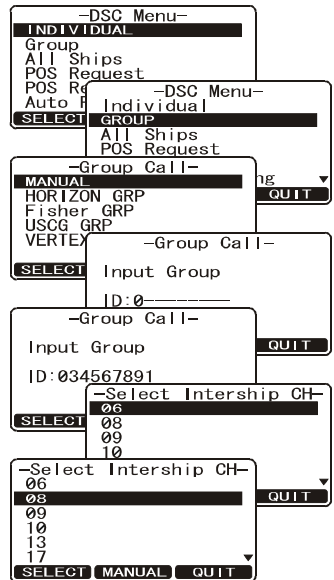 –DSC Menu–
INDIVIDUAL
Group
All Ships
POS Request
POS
Auto
SELECT
–DSC Menu–
Individual
GROUP
All Ships
POS Request
QUIT
–Group Call–
MANUAL
HORIZON GRP
Fisher GRP
USCG GRP
VERTEX
SELECT
–Group Call–
Input Group
ID:0––––––––
QUIT
–Group Call–
Input Group
ID:034567891
SELECT
–Select Intership CH–
06
08
09
10
QUIT
–Select Intership CH–
06
08
09
10
13
17
SELECT MANUAL QUIT